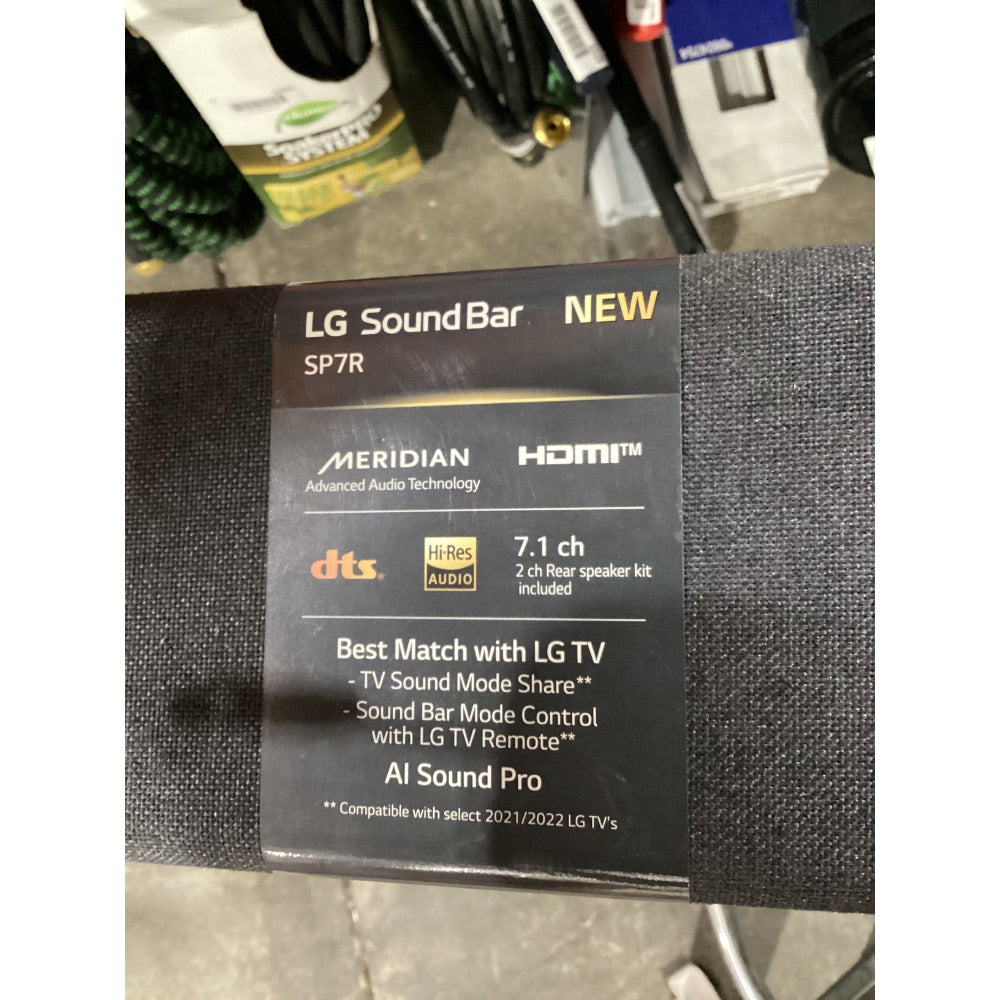 SYSTEM
LG Sound Bar NEW
SP7R
MERIDIAN HDMI™
Advanced Audio Technology
dts
Hi-Res
AUDIO
7.1 ch
2 ch Rear speaker kit
included
Best Match with LG TV
- TV Sound Mode Share**
- Sound Bar Mode Control
with LG TV Remote**
AI Sound Pro
** Compatible with select 2021/2022 LG TV's